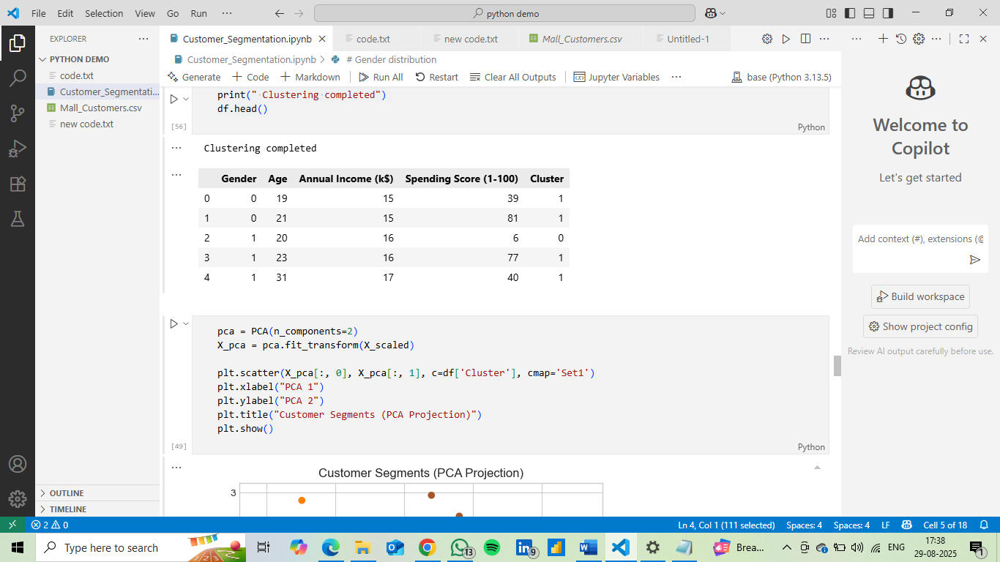 File Edit Selection View Go Run ··· python demo
Customer_Segmentation.ipynb code.txt new code.txt Mall_Customers.csv Untitled-1
EXPLORER
PYTHON DEMO
code.txt
Customer_Segmentati...
Mall_Customers.csv
new code.txt
OUTLINE
TIMELINE
Customer_Segmentation.ipynb > # Gender distribution
Generate + Code + Markdown Run All Restart Clear All Outputs Jupyter Variables ··· base (Python 3.13.5)
print(" Clustering completed")
df.head()
[56]
Python
Clustering completed
Gender Age Annual Income (k$) Spending Score (1-100) Cluster
0 0 19 15 39 1
1 0 21 15 81 1
2 1 20 16 6 0
3 1 23 16 77 1
4 1 31 17 40 1
pca = PCA(n_components=2)
X_pca = pca.fit_transform(X_scaled)
plt.scatter(X_pca[:, 0], X_pca[:, 1], c=df['Cluster'], cmap='Set1')
plt.xlabel("PCA 1")
plt.ylabel("PCA 2")
plt.title("Customer Segments (PCA Projection)")
plt.show()
[49]
Python
Customer Segments (PCA Projection)
3
Welcome to
Copilot
Let's get started
Add context (#), extensions (@
Build workspace
Show project config
Review AI output carefully before use.
2 0 Ln 4, Col 1 (111 selected) Spaces: 4 Spaces: 4 LF Cell 5 of 18
Type here to search 13 9 Brea... ENG 17:38
29-08-2025 1